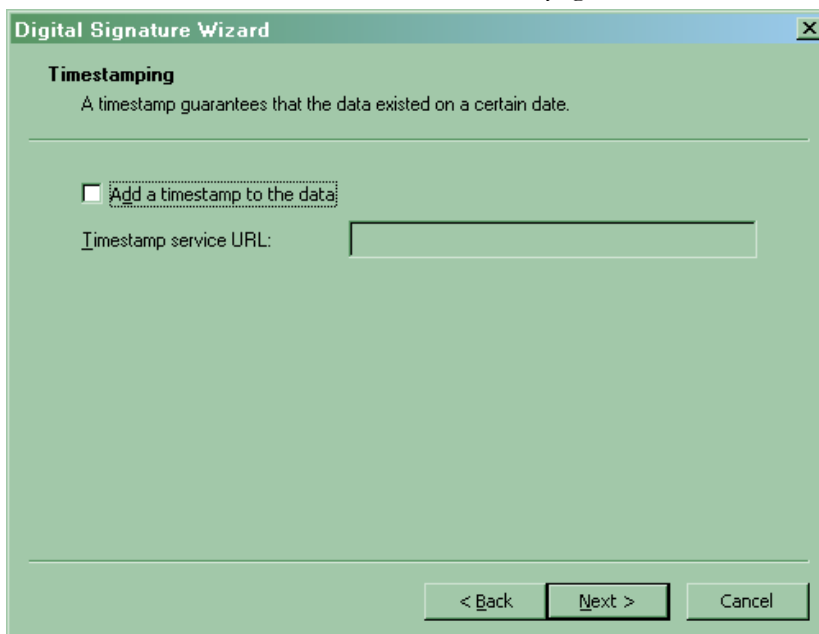 Digital Signature Wizard
Timestamping
A timestamp guarantees that the data existed on a certain date.
Add a timestamp to the data
Timestamp service URL:
< Back Next > Cancel